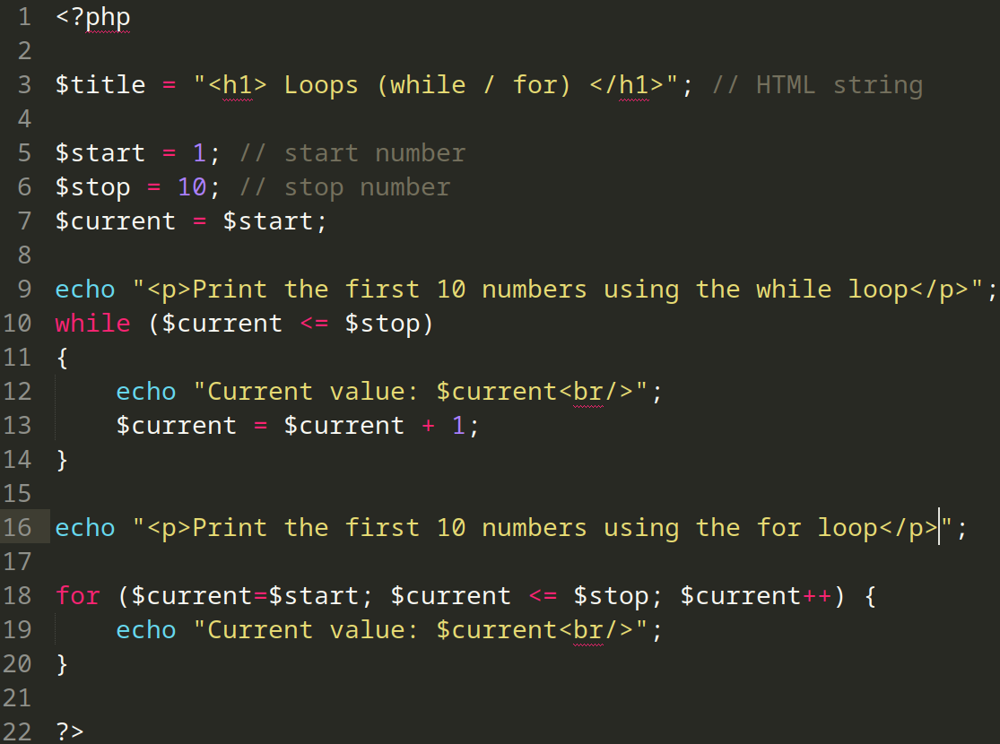 1 <?php
2
3 $title = "<h1> Loops (while / for) </h1>"; // HTML string
4
5 $start = 1; // start number
6 $stop = 10; // stop number
7 $current = $start;
8
9 echo "<p>Print the first 10 numbers using the while loop</p>";
10 while ($current <= $stop)
11 {
12     echo "Current value: $current<br/>";
13     $current = $current + 1;
14 }
15
16 echo "<p>Print the first 10 numbers using the for loop</p>";
17
18 for ($current=$start; $current <= $stop; $current++) {
19     echo "Current value: $current<br/>";
20 }
21
22 ?>